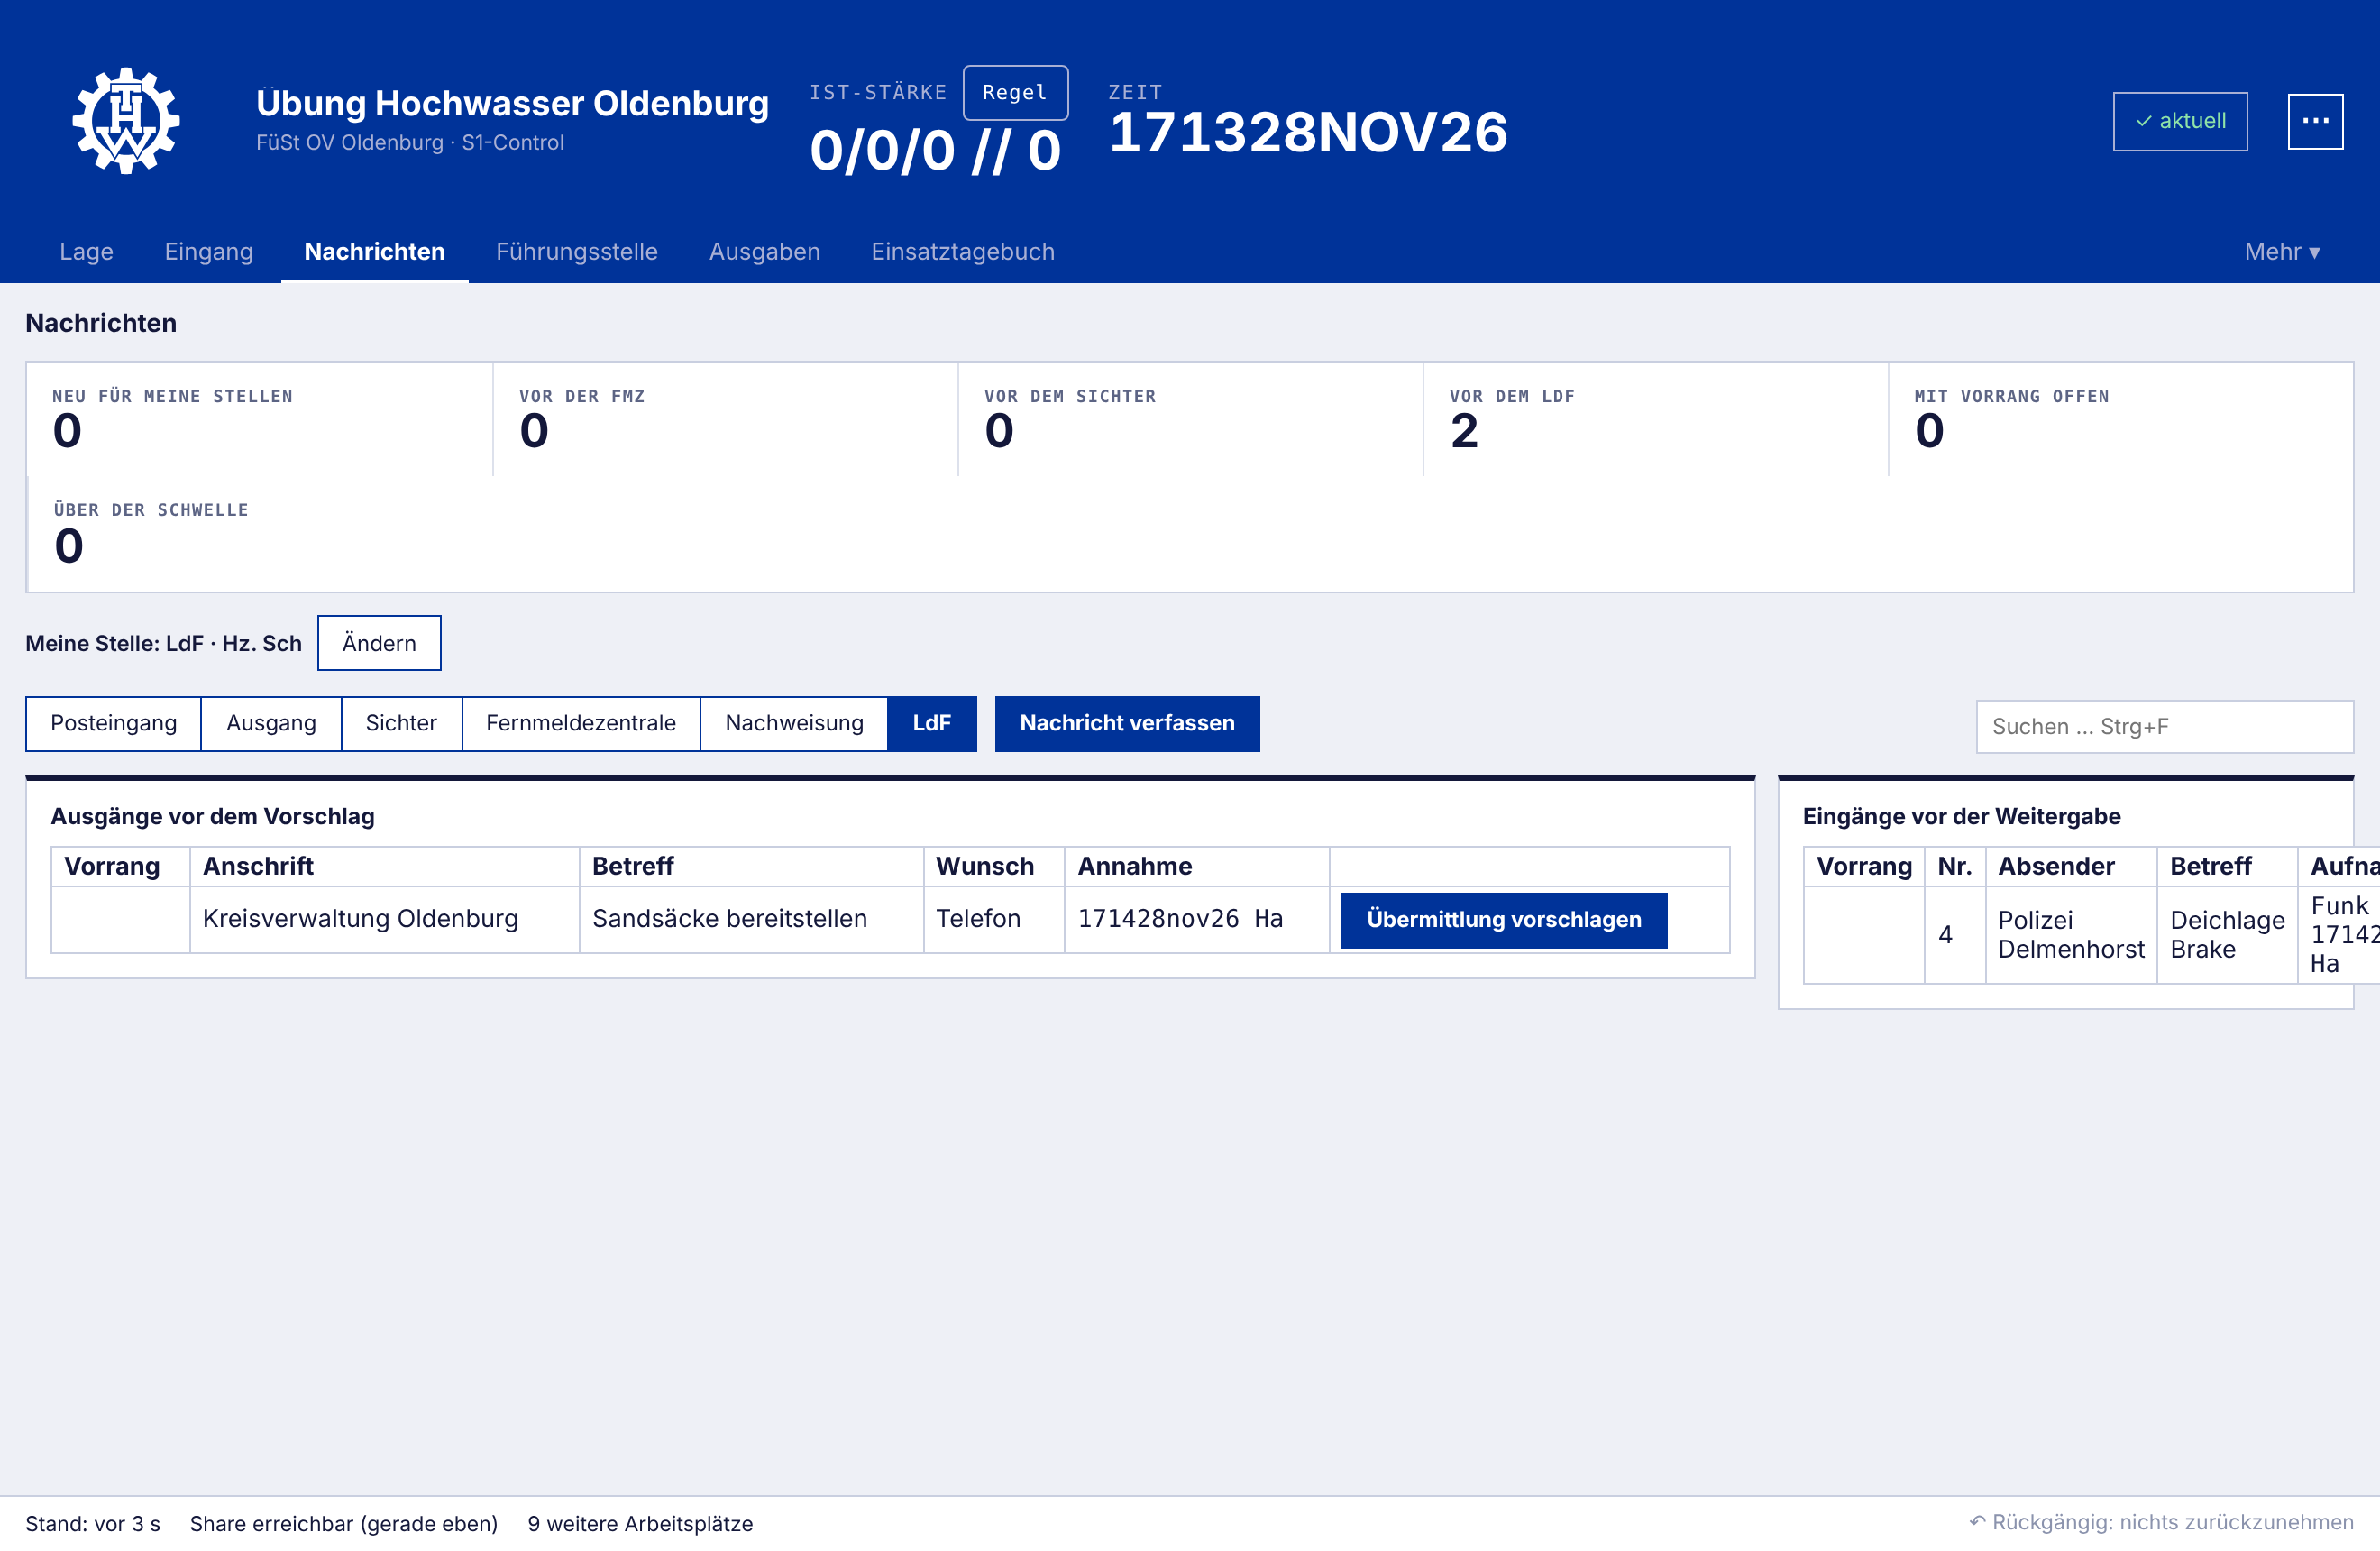 THW
Übung Hochwasser Oldenburg
FüSt OV Oldenburg · S1-Control
IST-STÄRKE Regel
0/0/0 // 0
ZEIT
171328NOV26
✓ aktuell
···
Lage Eingang Nachrichten Führungsstelle Ausgaben Einsatztagebuch Mehr ▾
Nachrichten
NEU FÜR MEINE STELLEN
0
VOR DER FMZ
0
VOR DEM SICHTER
0
VOR DEM LDF
2
MIT VORRANG OFFEN
0
ÜBER DER SCHWELLE
0
Meine Stelle: LdF · Hz. Sch Ändern
Posteingang Ausgang Sichter Fernmeldezentrale Nachweisung LdF Nachricht verfassen Suchen ... Strg+F
Ausgänge vor dem Vorschlag
Vorrang Anschrift Betreff Wunsch Annahme
Kreisverwaltung Oldenburg Sandsäcke bereitstellen Telefon 171428nov26 Ha Übermittlung vorschlagen
Eingänge vor der Weitergabe
Vorrang Nr. Absender Betreff Aufna
4 Polizei Delmenhorst Deichlage Brake Funk 17142 Ha
Stand: vor 3 s Share erreichbar (gerade eben) 9 weitere Arbeitsplätze ↶ Rückgängig: nichts zurückzunehmen